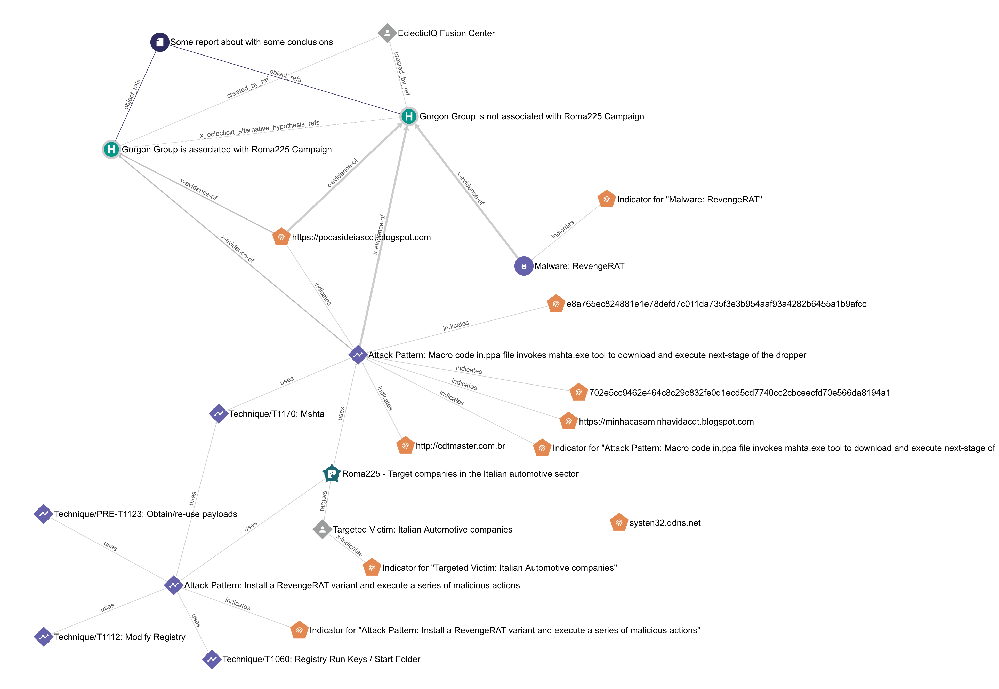 EclecticIQ Fusion Center
Some report about with some conclusions
created_by_ref
object_refs
created_by_ref
object_refs
H
Gorgon Group is not associated with Roma225 Campaign
x_eclecticiq_alternative_hypothesis_refs
H
Gorgon Group is associated with Roma225 Campaign
x-evidence-of
x-evidence-of
x-evidence-of
Indicator for "Malware: RevengeRAT"
indicates
x-evidence-of
https://pocasideiascdt.blogspot.com
x-evidence-of
Malware: RevengeRAT
indicates
e8a765ec824881e1e78defd7c011da735f3e3b954aaf93a4282b6455a1b9afcc
indicates
Attack Pattern: Macro code in.ppa file invokes mshta.exe tool to download and execute next-stage of the dropper
indicates
uses
indicates
702e5cc9462e464c8c29c832fe0d1ecd5cd7740cc2cbceecfd70e566da8194a1
indicates
indicates
uses
Technique/T1170: Mshta
https://minhacasaminhavidacdt.blogspot.com
http://cdtmaster.com.br
Indicator for "Attack Pattern: Macro code in.ppa file invokes mshta.exe tool to download and execute next-stage of
Roma225 - Target companies in the Italian automotive sector
uses
targets
Technique/PRE-T1123: Obtain/re-use payloads
uses
systen32.ddns.net
Targeted Victim: Italian Automotive companies
x-indicates
uses
Indicator for "Targeted Victim: Italian Automotive companies"
Attack Pattern: Install a RevengeRAT variant and execute a series of malicious actions
indicates
uses
uses
Indicator for "Attack Pattern: Install a RevengeRAT variant and execute a series of malicious actions"
Technique/T1112: Modify Registry
Technique/T1060: Registry Run Keys / Start Folder